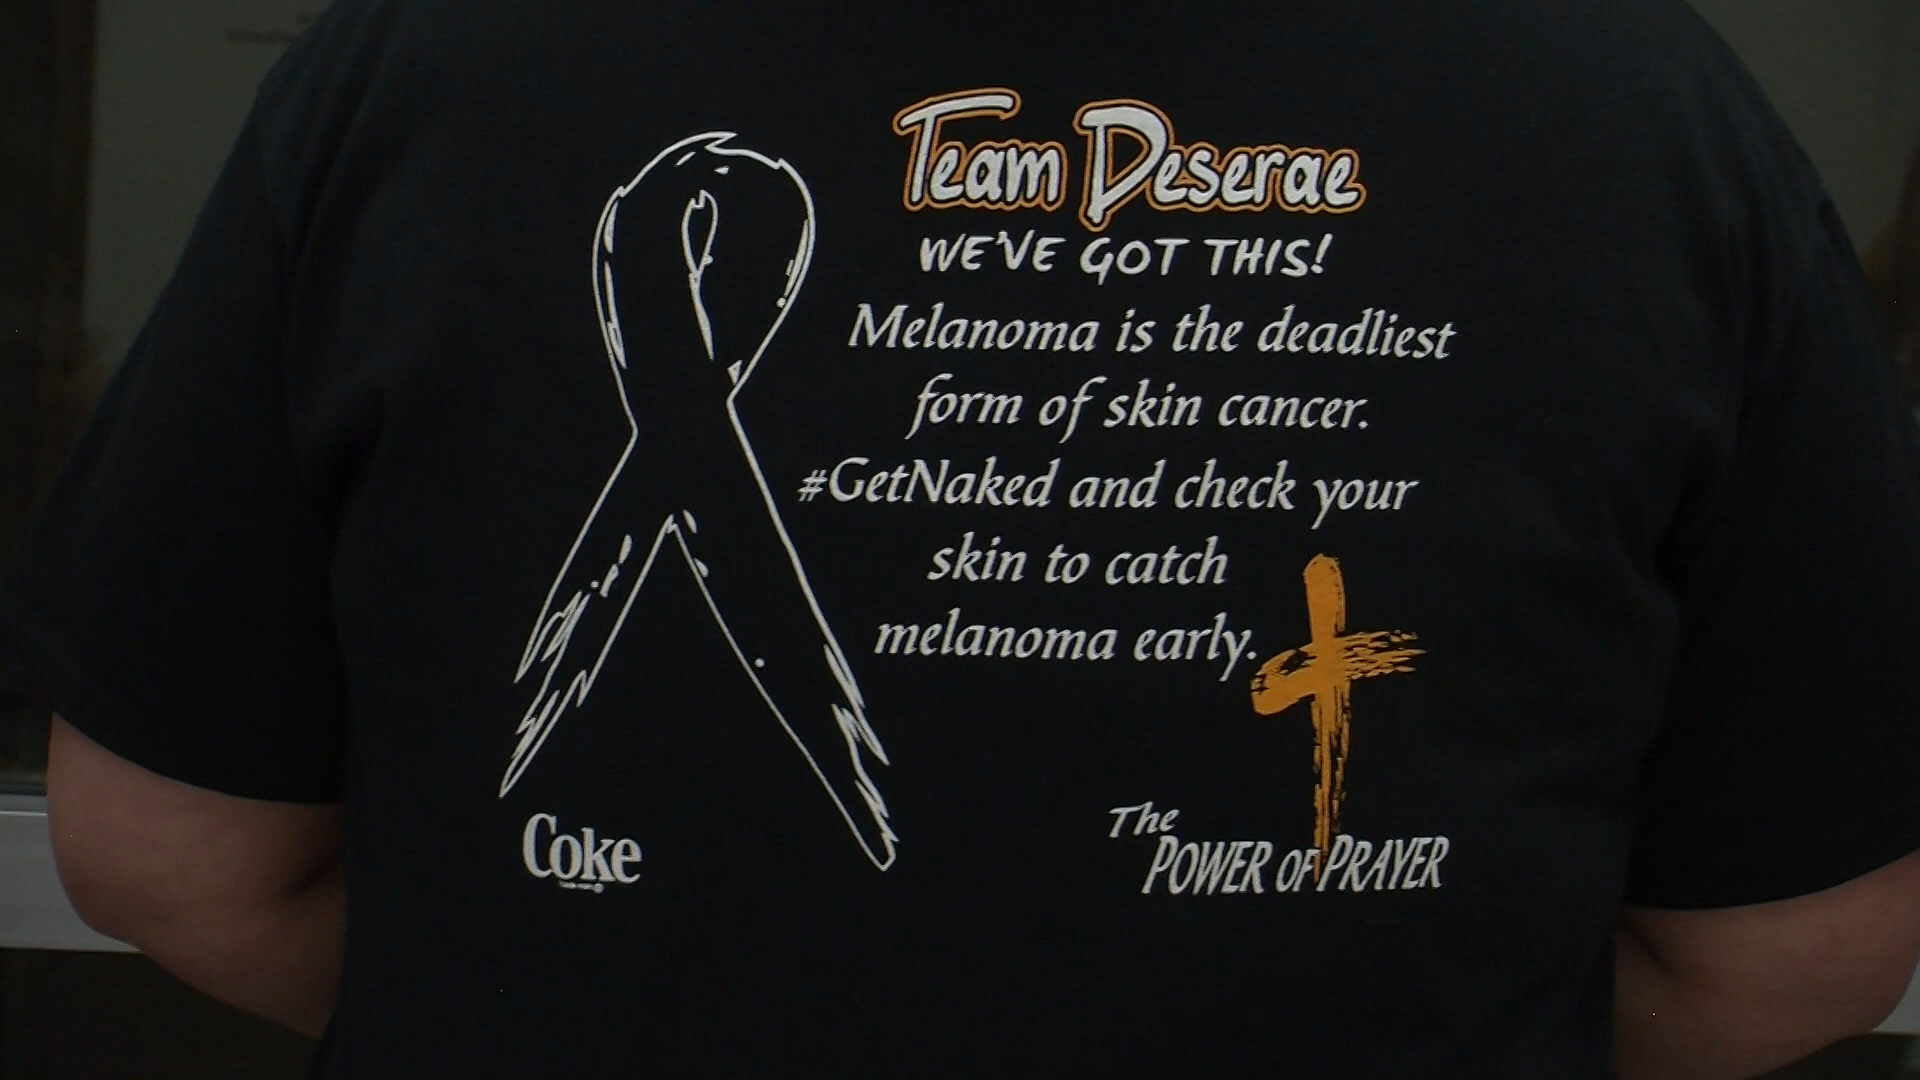 Team Deserae
WE'VE GOT THIS!
Melanoma is the deadliest
form of skin cancer.
#GetNaked and check your
skin to catch
melanoma early.
Coke
The
POWER OF PRAYER